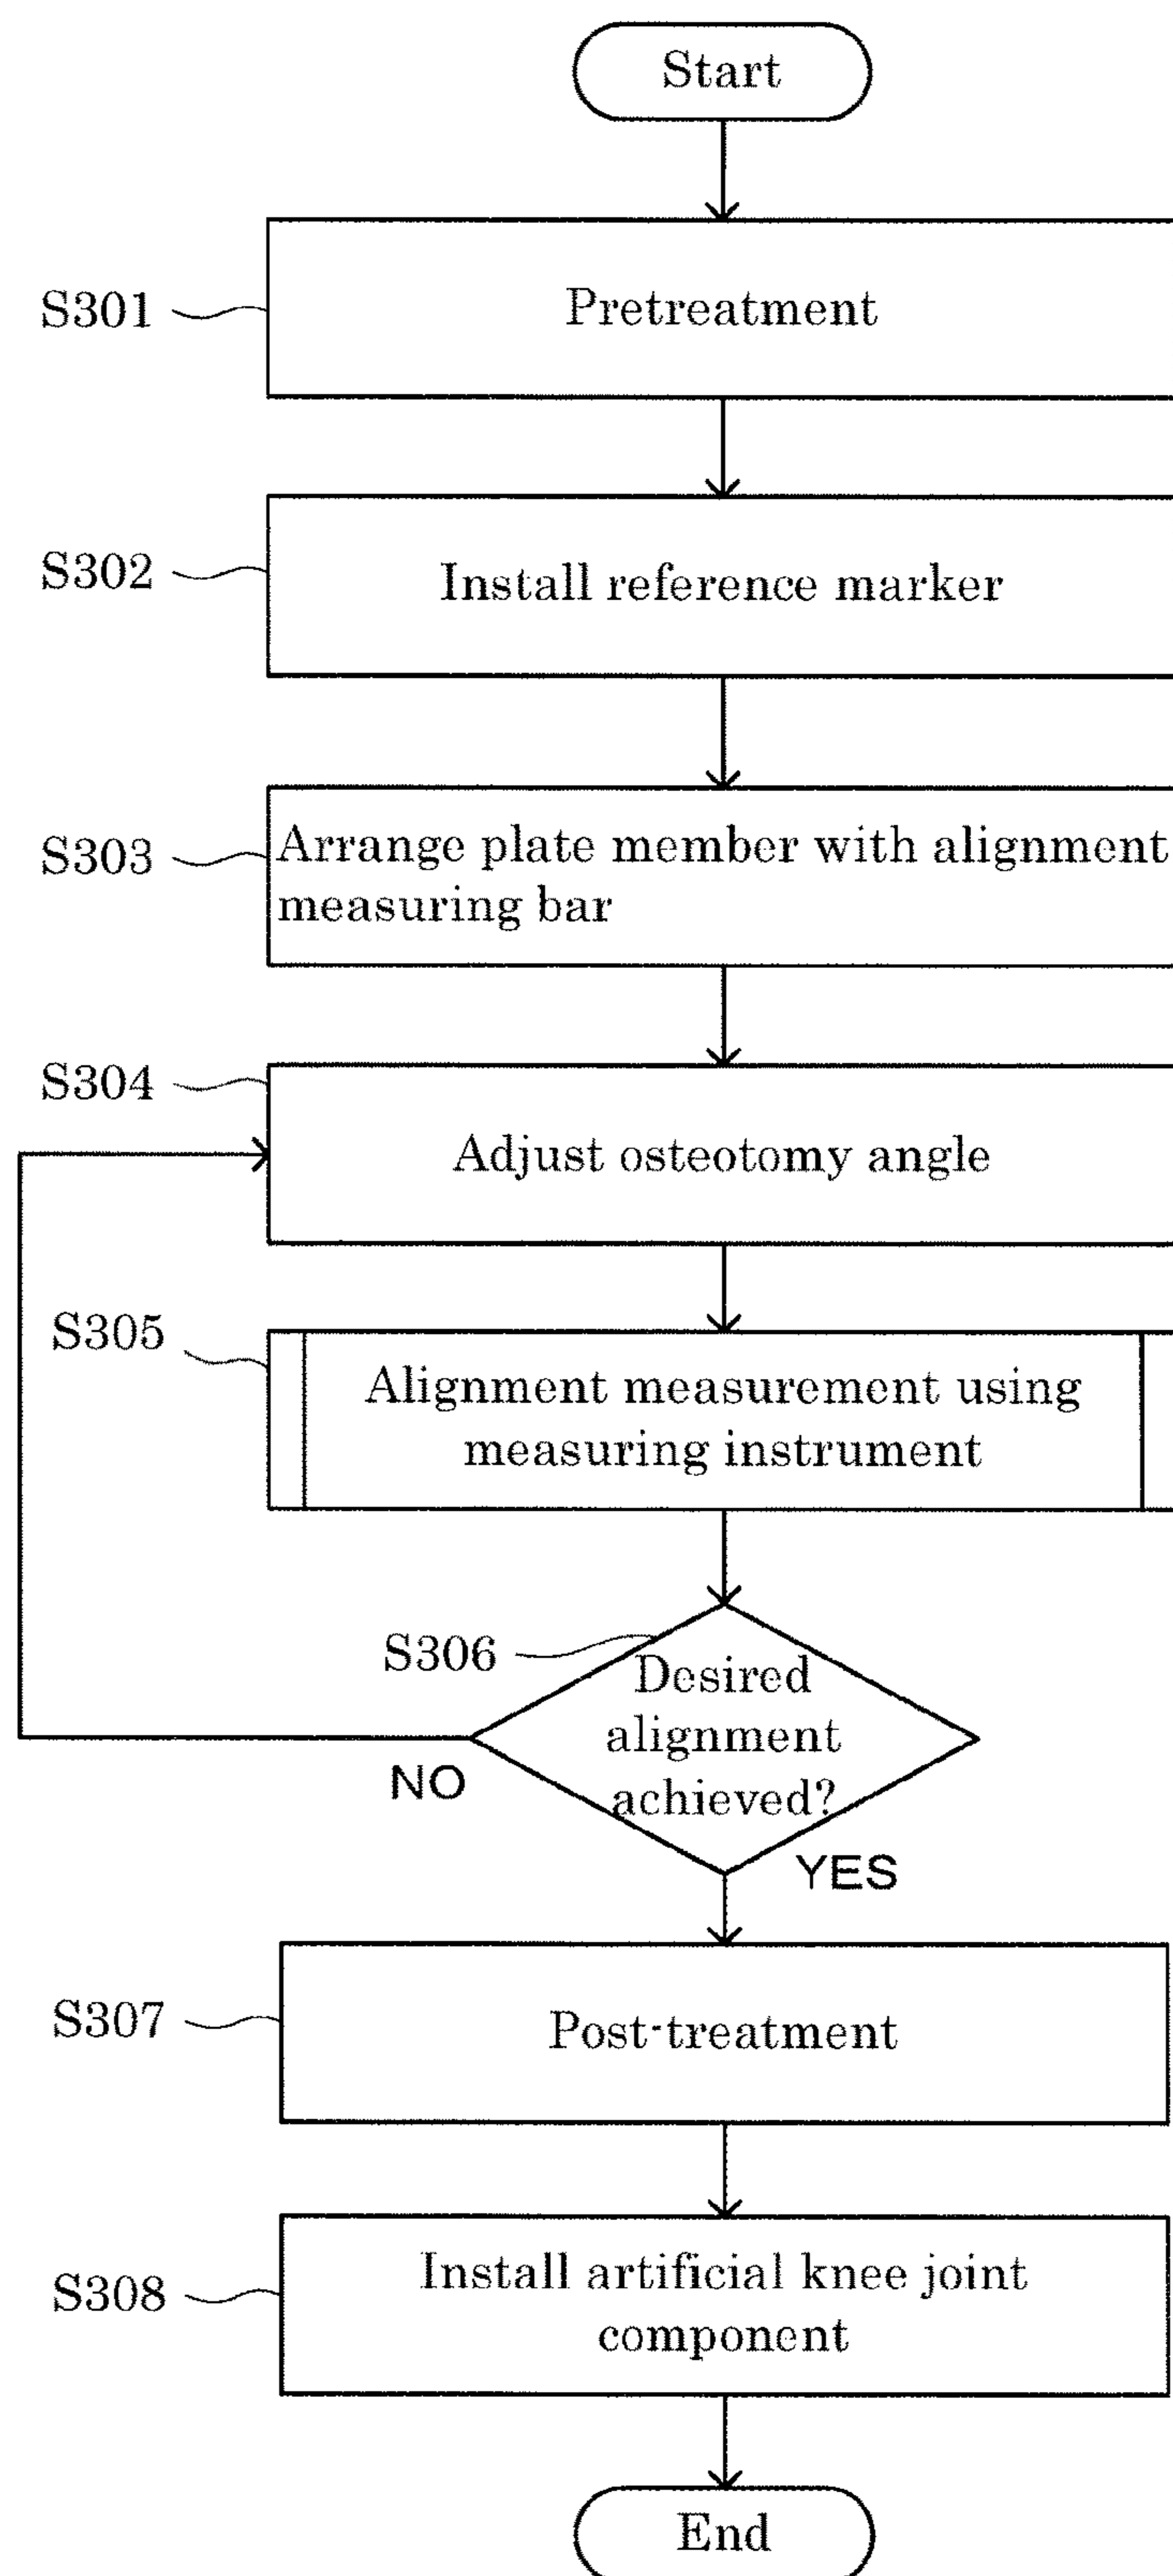 Start
S301
Pretreatment
S302
Install reference marker
S303
Arrange plate member with alignment
measuring bar
S304
Adjust osteotomy angle
S305
Alignment measurement using
measuring instrument
S306
Desired
alignment
achieved?
NO
YES
S307
Post-treatment
S308
Install artificial knee joint
component
End